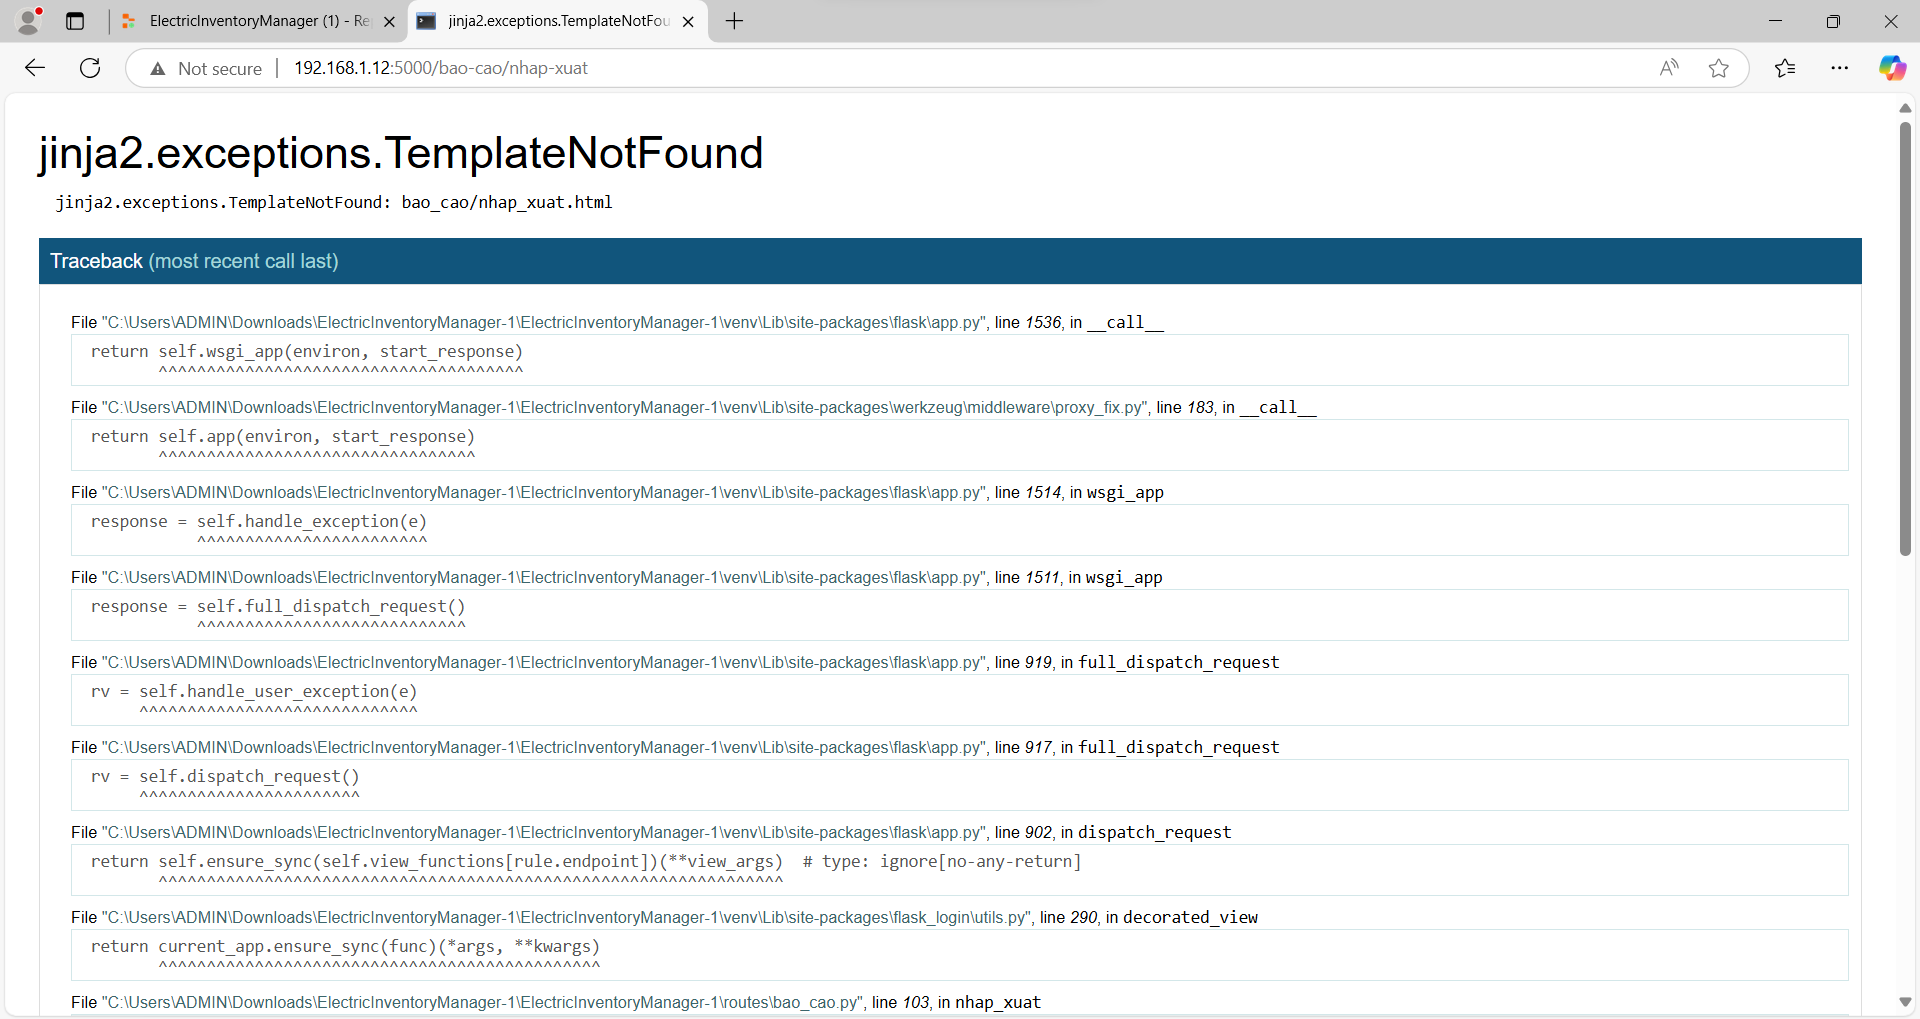 ElectricInventoryManager (1) - Re
jinja2.exceptions.TemplateNotFou
Not secure
192.168.1.12:5000/bao-cao/nhap-xuat
jinja2.exceptions.TemplateNotFound
jinja2.exceptions.TemplateNotFound: bao_cao/nhap_xuat.html
Traceback (most recent call last)
File "C:\Users\ADMIN\Downloads\ElectricInventoryManager-1\ElectricInventoryManager-1\venv\Lib\site-packages\flask\app.py", line 1536, in __call__
return self.wsgi_app(environ, start_response)
^^^^^^^^^^^^^^^^^^^^^^^^^^^^^^^^^^^^^^
File "C:\Users\ADMIN\Downloads\ElectricInventoryManager-1\ElectricInventoryManager-1\venv\Lib\site-packages\werkzeug\middleware\proxy_fix.py", line 183, in __call__
return self.app(environ, start_response)
^^^^^^^^^^^^^^^^^^^^^^^^^^^^^^^^^
File "C:\Users\ADMIN\Downloads\ElectricInventoryManager-1\ElectricInventoryManager-1\venv\Lib\site-packages\flask\app.py", line 1514, in wsgi_app
response = self.handle_exception(e)
^^^^^^^^^^^^^^^^^^^^^^^^
File "C:\Users\ADMIN\Downloads\ElectricInventoryManager-1\ElectricInventoryManager-1\venv\Lib\site-packages\flask\app.py", line 1511, in wsgi_app
response = self.full_dispatch_request()
^^^^^^^^^^^^^^^^^^^^^^^^^^^^
File "C:\Users\ADMIN\Downloads\ElectricInventoryManager-1\ElectricInventoryManager-1\venv\Lib\site-packages\flask\app.py", line 919, in full_dispatch_request
rv = self.handle_user_exception(e)
^^^^^^^^^^^^^^^^^^^^^^^^^^^^^
File "C:\Users\ADMIN\Downloads\ElectricInventoryManager-1\ElectricInventoryManager-1\venv\Lib\site-packages\flask\app.py", line 917, in full_dispatch_request
rv = self.dispatch_request()
^^^^^^^^^^^^^^^^^^^^^^^
File "C:\Users\ADMIN\Downloads\ElectricInventoryManager-1\ElectricInventoryManager-1\venv\Lib\site-packages\flask\app.py", line 902, in dispatch_request
return self.ensure_sync(self.view_functions[rule.endpoint])(**view_args)  # type: ignore[no-any-return]
^^^^^^^^^^^^^^^^^^^^^^^^^^^^^^^^^^^^^^^^^^^^^^^^^^^^^^^^^^^^^^^^^
File "C:\Users\ADMIN\Downloads\ElectricInventoryManager-1\ElectricInventoryManager-1\venv\Lib\site-packages\flask_login\utils.py", line 290, in decorated_view
return current_app.ensure_sync(func)(*args, **kwargs)
^^^^^^^^^^^^^^^^^^^^^^^^^^^^^^^^^^^^^^^^^^^^^^
File "C:\Users\ADMIN\Downloads\ElectricInventoryManager-1\ElectricInventoryManager-1\routes\bao_cao.py", line 103, in nhap_xuat